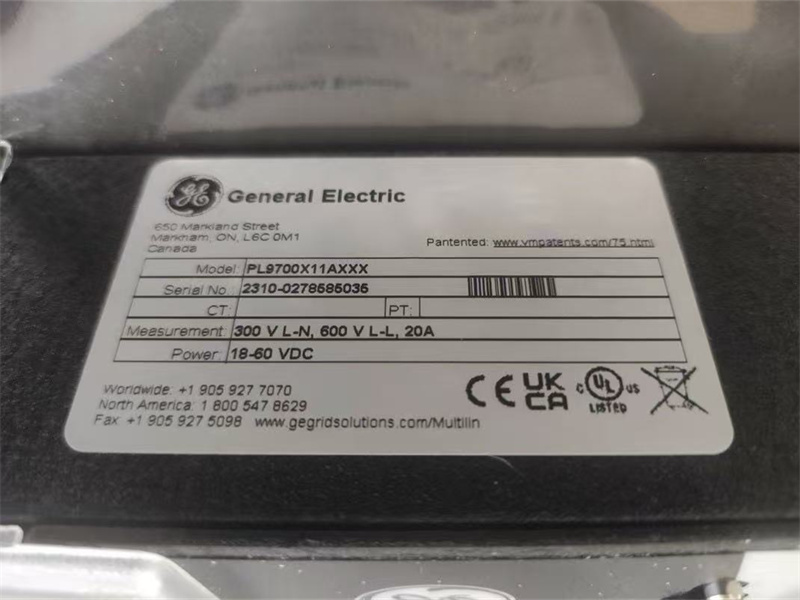 GE General Electric
650 Markland Street
Markham, ON, L6C 0M1
Canada
Pantented: www.vmpatents.com/75.html
Model: PL9700X11AXXX
Serial No.: 2310-0278585035
CT: PT:
Measurement: 300 V L-N, 600 V L-L, 20A
Power: 18-60 VDC
Worldwide: +1 905 927 7070
North America: 1 800 547 8629
Fax: +1 905 927 5098 www.gegridsolutions.com/Multilin
CE UK CA c UL US LISTED